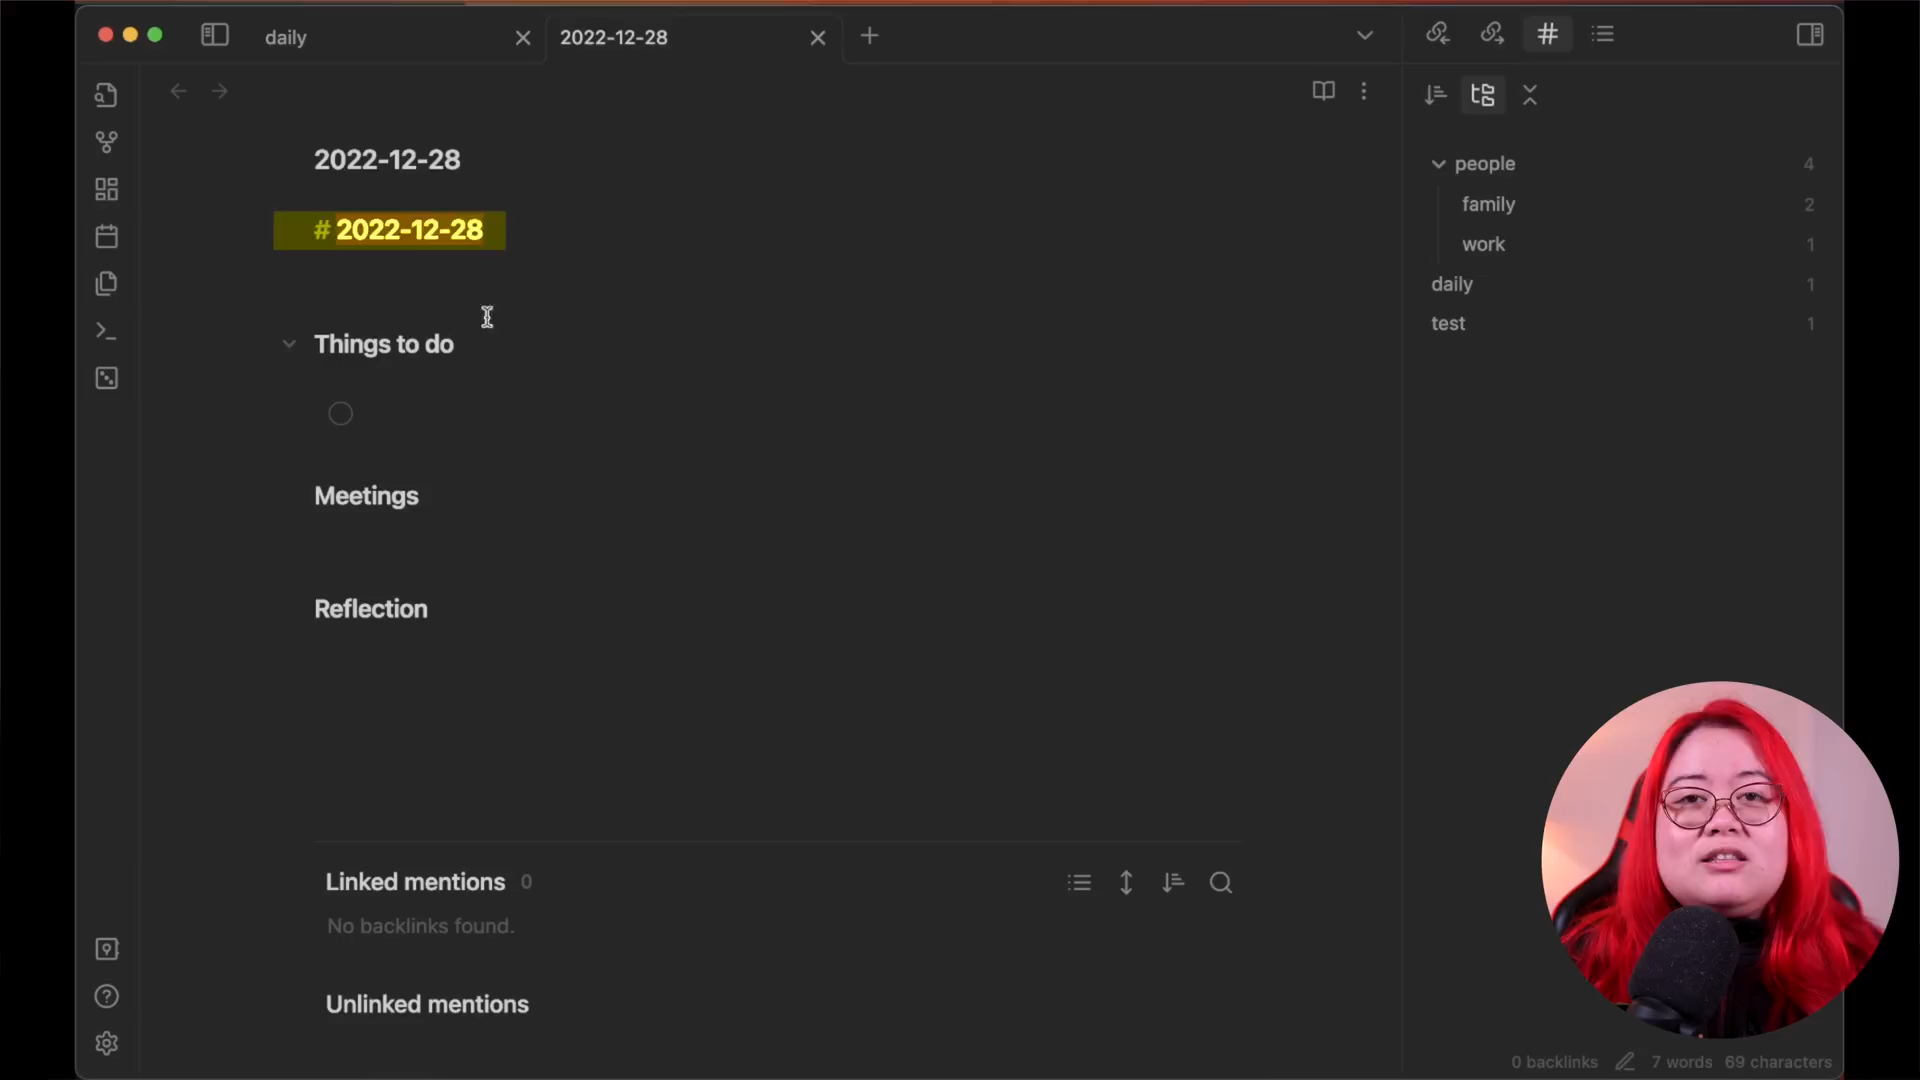 daily
2022-12-28
2022-12-28
# 2022-12-28
Things to do
Meetings
Reflection
Linked mentions 0
No backlinks found.
Unlinked mentions
people 4
family 2
work 1
daily 1
test 1
0 backlinks 7 words 69 characters